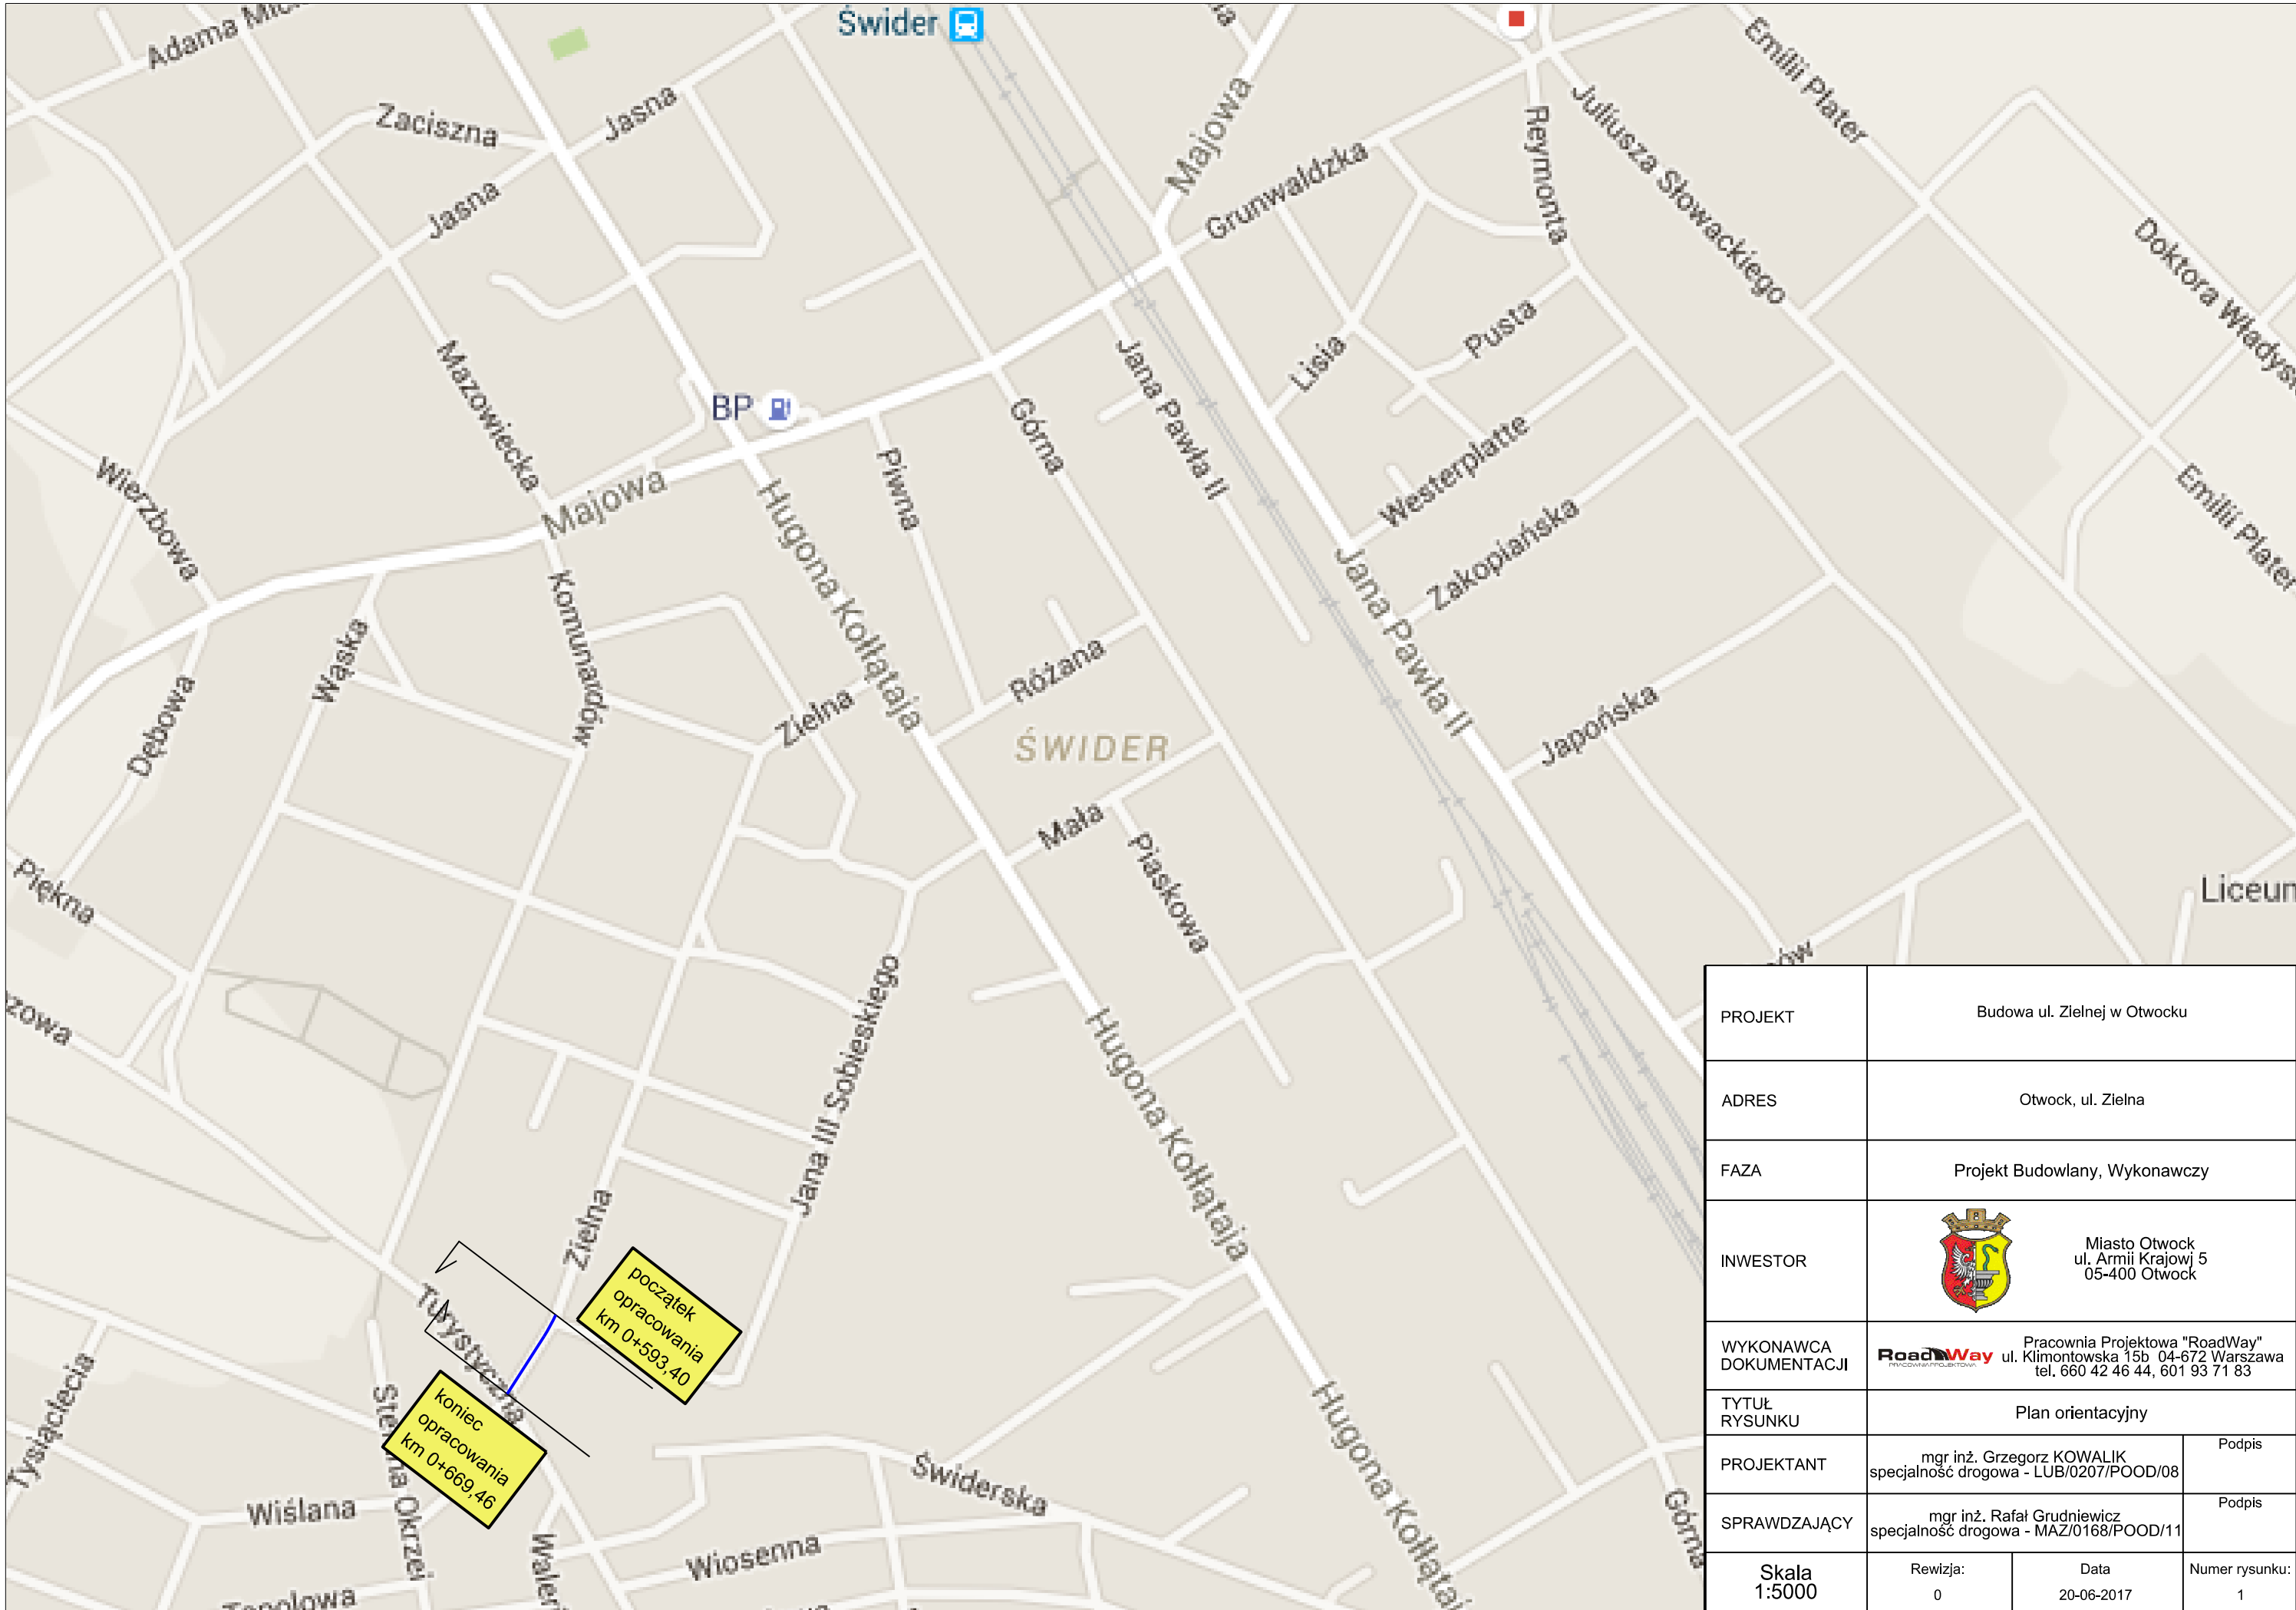 Świder
Adama
Zaciszna
Jasna
Jasna
Majowa
Grunwaldzka
Reymonta
Juliusza Słowackiego
Emilii Plater
Doktora
Mazowiecka
BP
Wierzbowa
Majowa
Hugona Kołłątaja
Piwna
Górna
Jana Pawła II
Lisia
Pusta
Westerplatte
Zakopiańska
Emilii Plater
Jana Pawła II
Komunardów
Wąska
Dębowa
Zielna
Różana
ŚWIDER
Japońska
Mała
Piaskowa
Piękna
Jana III Sobieskiego
Hugona Kołłątaja
Zielna
Turystyczna
początek
opracowania
km 0+593,40
koniec
opracowania
km 0+669,46
Tysiąclecia
Okrzei
Wiślana
Świderska
Wiosenna
Hugona
Górna
PROJEKT
Budowa ul. Zielnej w Otwocku
ADRES
Otwock, ul. Zielna
FAZA
Projekt Budowlany, Wykonawczy
INWESTOR
Miasto Otwock
ul. Armii Krajowj 5
05-400 Otwock
WYKONAWCA
DOKUMENTACJI
RoadWay
PRACOWNIA PROJEKTOWA
Pracownia Projektowa "RoadWay"
ul. Klimontowska 15b 04-672 Warszawa
tel. 660 42 46 44, 601 93 71 83
TYTUŁ
RYSUNKU
Plan orientacyjny
PROJEKTANT
mgr inż. Grzegorz KOWALIK
specjalność drogowa - LUB/0207/POOD/08
Podpis
SPRAWDZAJĄCY
mgr inż. Rafał Grudniewicz
specjalność drogowa - MAZ/0168/POOD/11
Podpis
Skala
1:5000
Rewizja:
0
Data
20-06-2017
Numer rysunku:
1